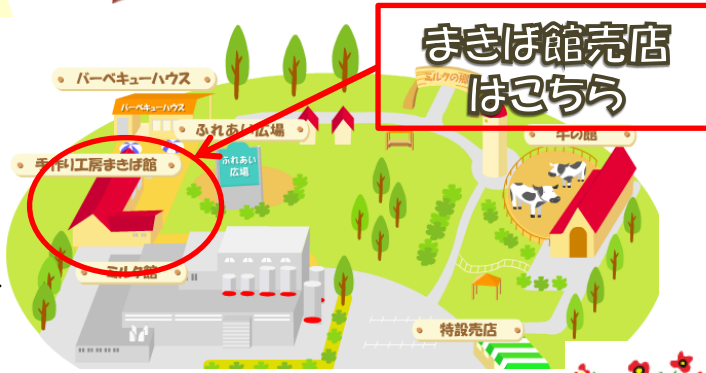 まきば館売店
はこちら
バーベキューハウス
バーベキューハウス
ミルクの郷
ふれあい広場
牛の館
手作り工房まきば館
ふれあい
広場
ミルク館
特設売店